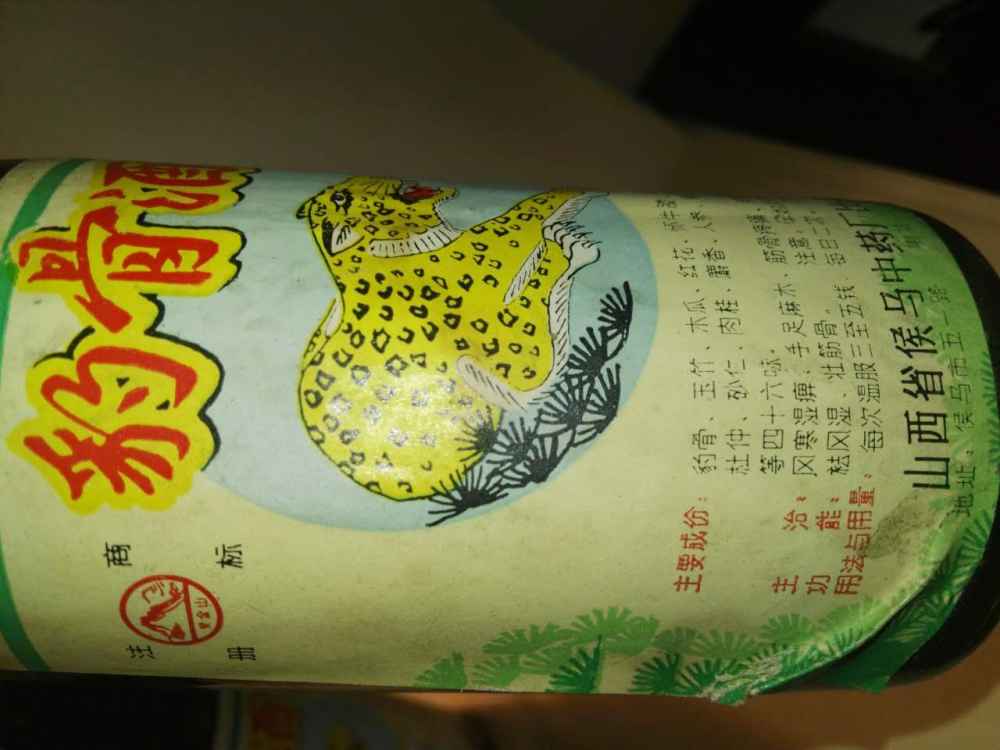 豹骨酒
注册
商标
主要成份：豹骨、玉竹、木瓜、红花、
杜仲、砂仁、肉桂、麝香、人参、
等四十六味
主治：风寒湿痹、手足麻木、筋骨疼痛、
功能：祛风湿、壮筋骨。
用法与用量：每次温服三至五钱 每日二次
山西省侯马中药厂
地址：侯马市五一路